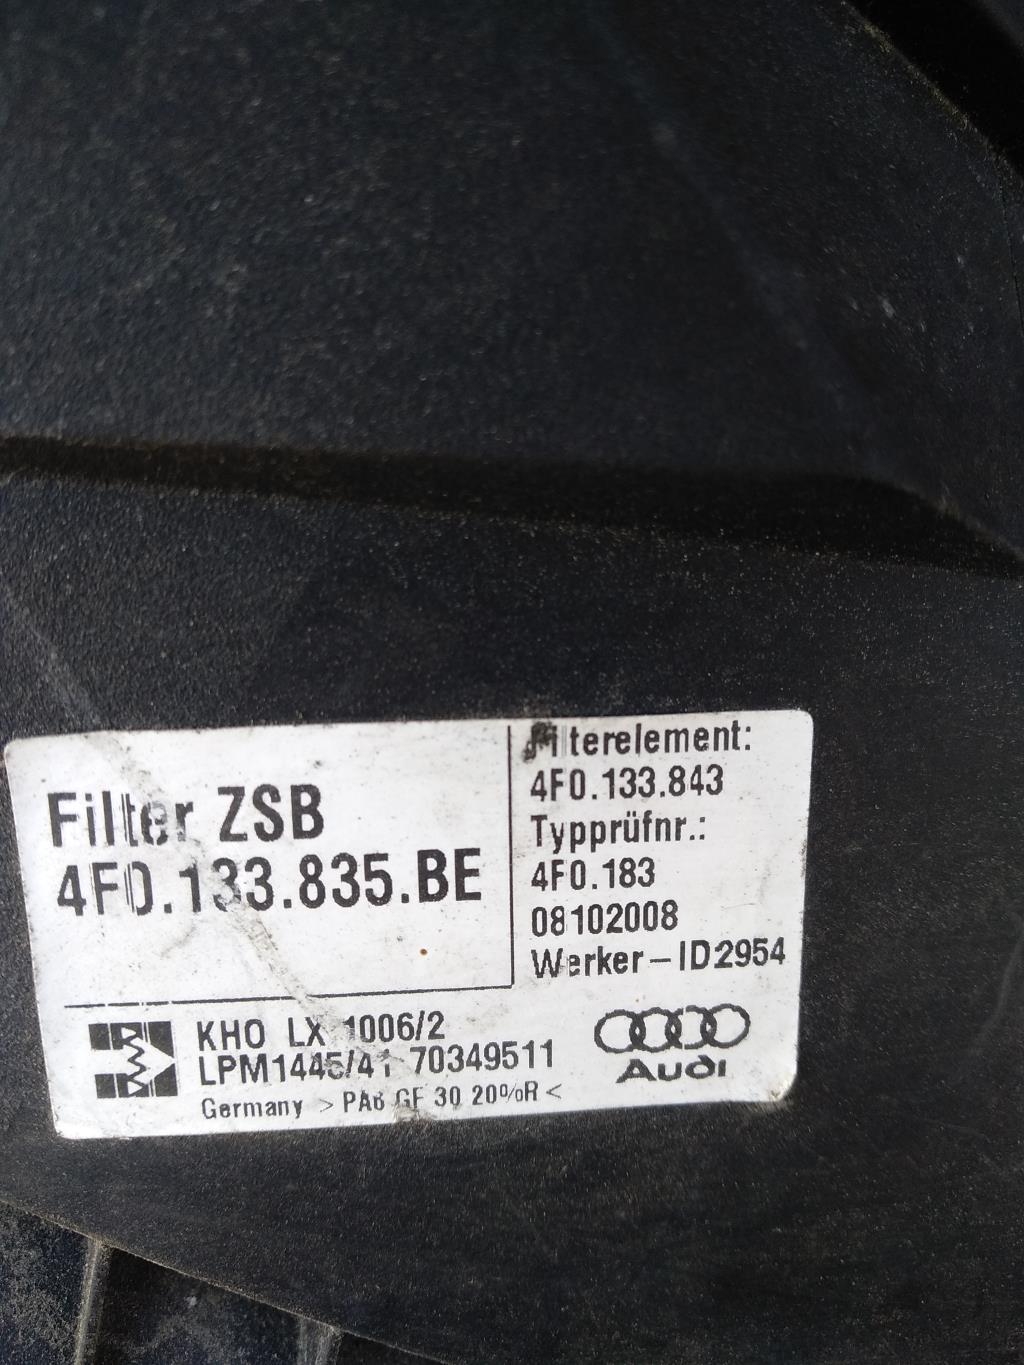 Filter ZSB
4F0.133.835.BE
Filterelement:
4F0.133.843
Typprüfnr.:
4F0.183
08102008
Werker-ID2954
KHO LX 1006/2
LPM1445/41 70349511
Germany >PA6 GF 30 20%R<
Audi